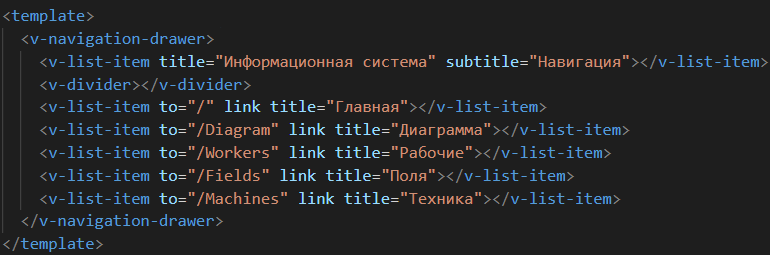 <template>
<v-navigation-drawer>
<v-list-item title="Информационная система" subtitle="Навигация"></v-list-item>
<v-divider></v-divider>
<v-list-item to="/" link title="Главная"></v-list-item>
<v-list-item to="/Diagram" link title="Диаграмма"></v-list-item>
<v-list-item to="/Workers" link title="Рабочие"></v-list-item>
<v-list-item to="/Fields" link title="Поля"></v-list-item>
<v-list-item to="/Machines" link title="Техника"></v-list-item>
</v-navigation-drawer>
</template>